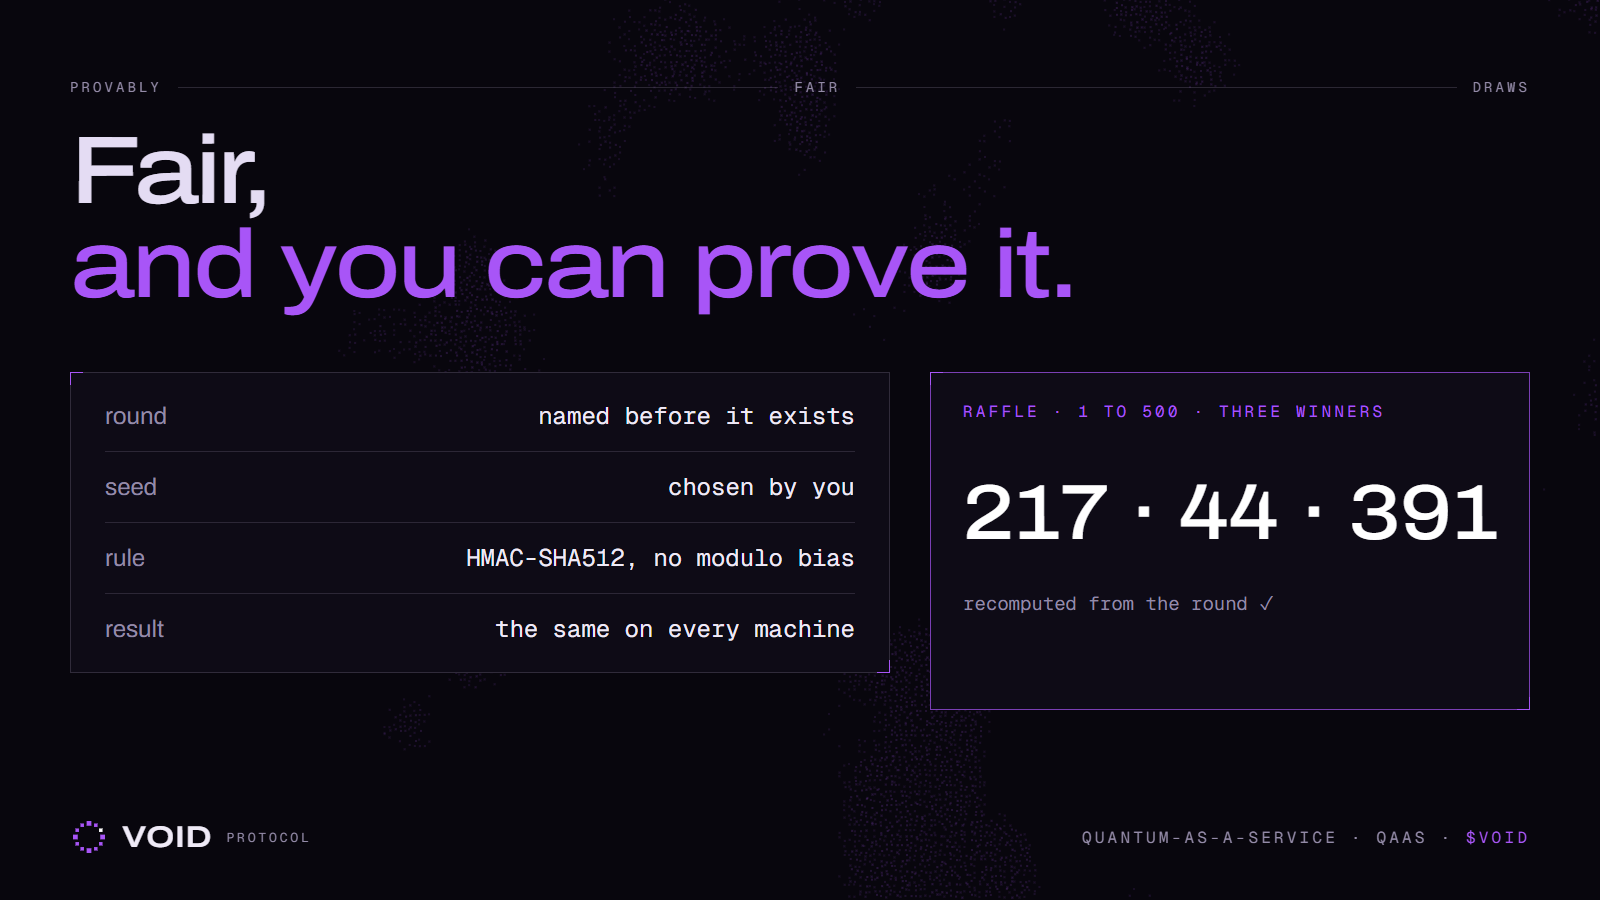 PROVABLY FAIR DRAWS
Fair,
and you can prove it.
round named before it exists
seed chosen by you
rule HMAC-SHA512, no modulo bias
result the same on every machine
RAFFLE · 1 TO 500 · THREE WINNERS
217 · 44 · 391
recomputed from the round ✓
VOID PROTOCOL
QUANTUM-AS-A-SERVICE · QAAS · $VOID